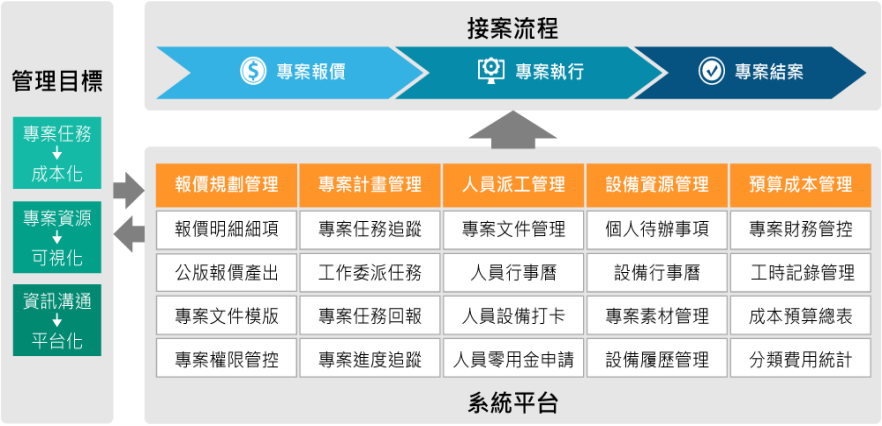 管理目標
專案任務
成本化
專案資源
可視化
資訊溝通
平台化
接案流程
專案報價
專案執行
專案結案
報價規劃管理 專案計畫管理 人員派工管理 設備資源管理 預算成本管理
報價明細細項 專案任務追蹤 專案文件管理 個人待辦事項 專案財務管控
公版報價產出 工作委派任務 人員行事曆 設備行事曆 工時記錄管理
專案文件模版 專案任務回報 人員設備打卡 專案素材管理 成本預算總表
專案權限管控 專案進度追蹤 人員零用金申請 設備履歷管理 分類費用統計
系統平台